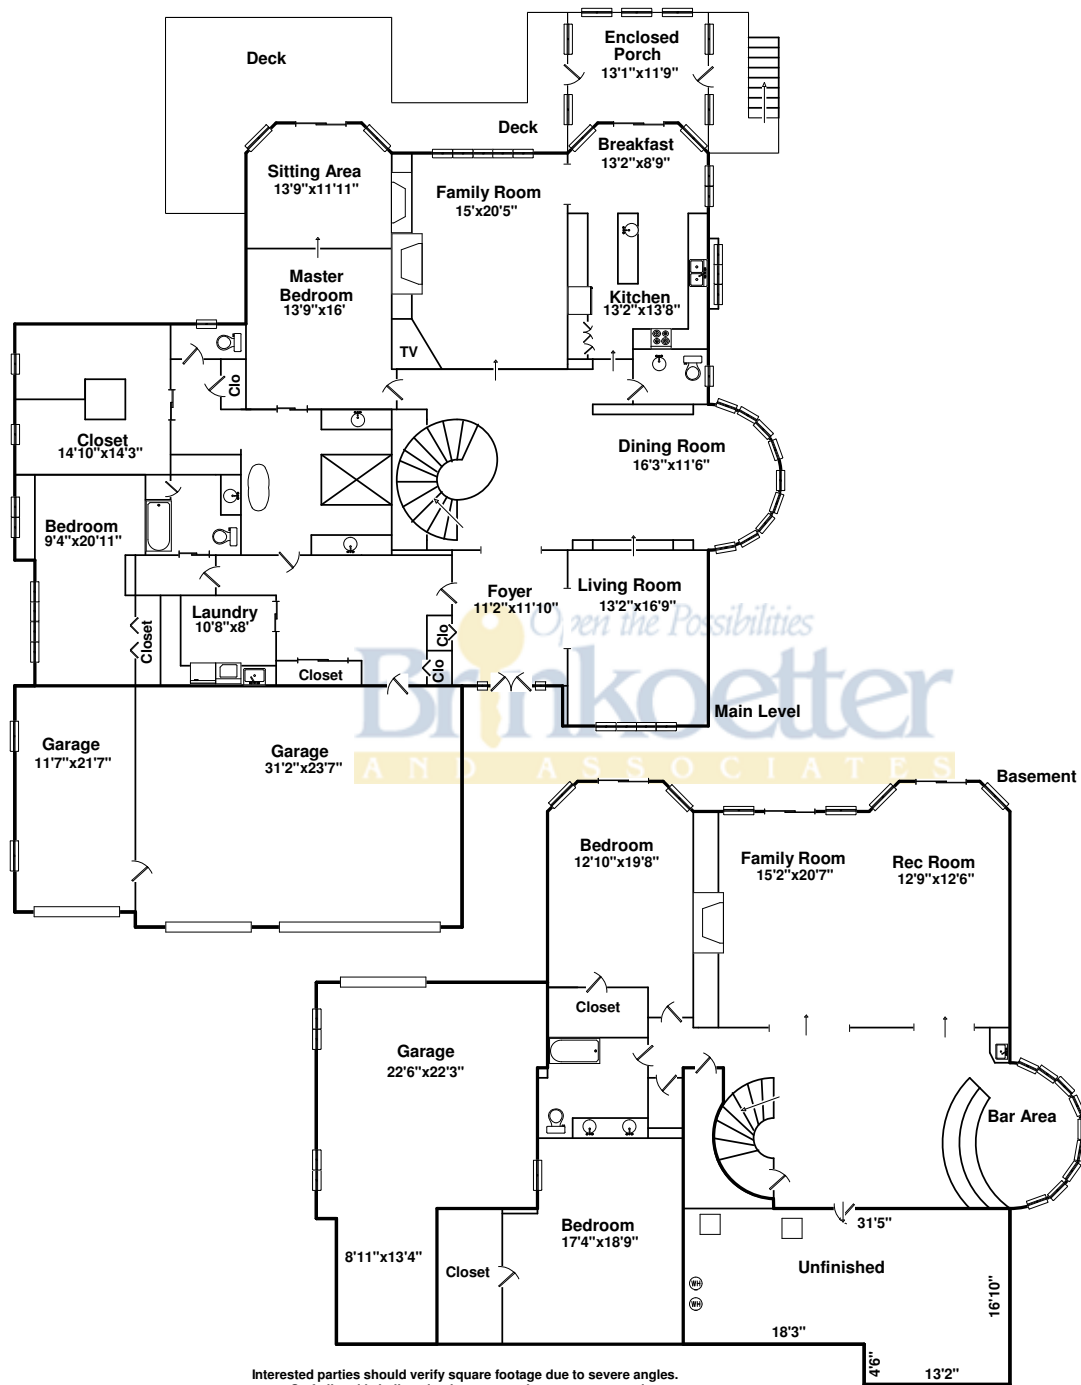 Deck
Enclosed
Porch
13'1"x11'9"
Deck
Breakfast
13'2"x8'9"
Sitting Area
13'9"x11'11"
Family Room
15'x20'5"
Master
Bedroom
13'9"x16'
Kitchen
13'2"x13'8"
TV
Clo
Closet
14'10"x14'3"
Dining Room
16'3"x11'6"
Bedroom
9'4"x20'11"
Foyer
11'2"x11'10"
Living Room
13'2"x16'9"
Laundry
10'8"x8'
Closet
Clo
Clo
Closet
Open the Possibilities
Brinkoetter
AND ASSOCIATES
Main Level
Garage
11'7"x21'7"
Garage
31'2"x23'7"
Basement
Bedroom
12'10"x19'8"
Family Room
15'2"x20'7"
Rec Room
12'9"x12'6"
Closet
Garage
22'6"x22'3"
Bar Area
Bedroom
17'4"x18'9"
31'5"
8'11"x13'4"
Closet
Unfinished
WH
WH
16'10"
18'3"
4'6"
13'2"
Interested parties should verify square footage due to severe angles.